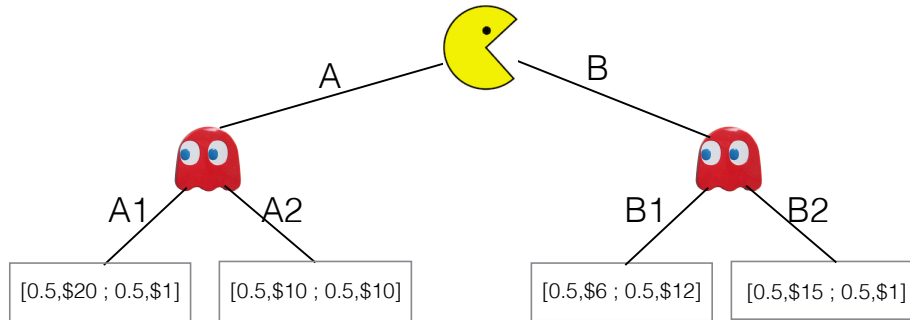 A
B
A1
A2
B1
B2
[0.5,$20 ; 0.5,$1]
[0.5,$10 ; 0.5,$10]
[0.5,$6 ; 0.5,$12]
[0.5,$15 ; 0.5,$1]